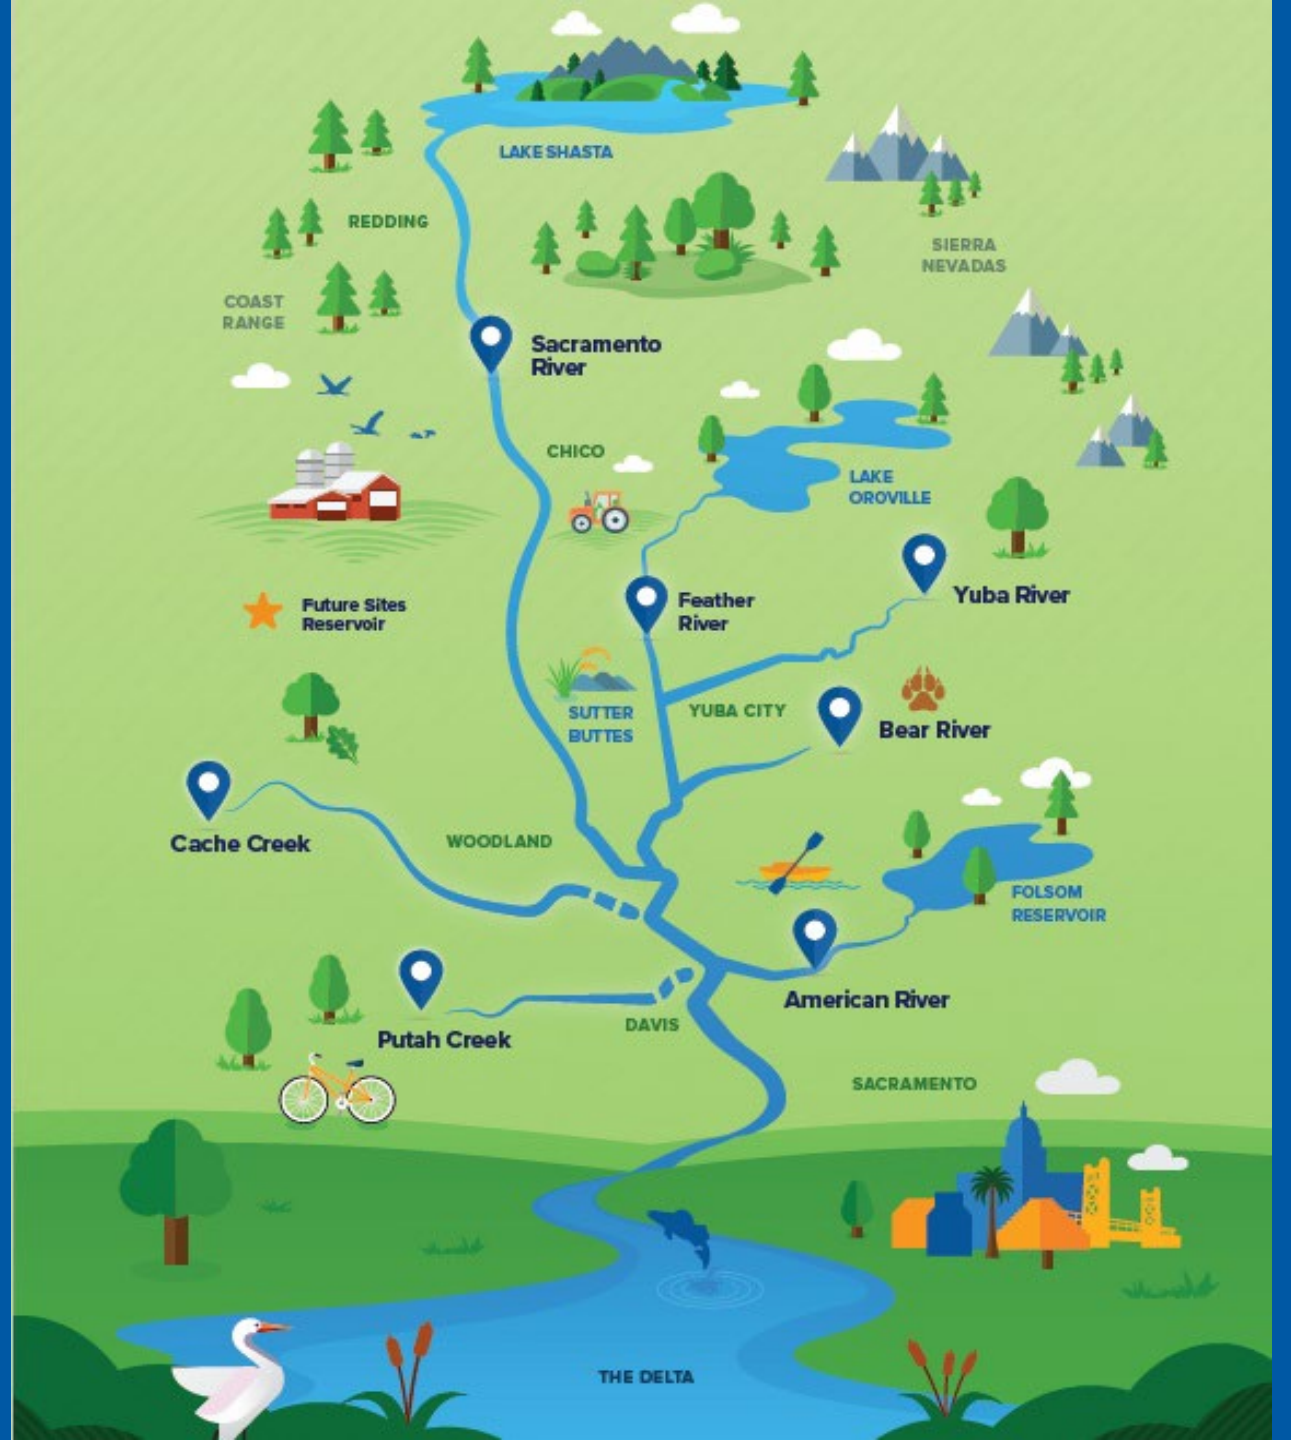 LAKE SHASTA
REDDING
SIERRA
NEVADAS
COAST
RANGE
Sacramento
River
CHICO
LAKE
OROVILLE
Yuba River
Feather
River
Future Sites
Reservoir
SUTTER
BUTTES
YUBA CITY
Bear River
Cache Creek
WOODLAND
FOLSOM
RESERVOIR
American River
Putah Creek
DAVIS
SACRAMENTO
THE DELTA